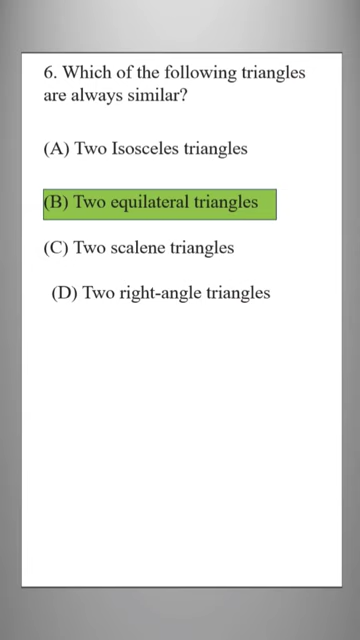 6. Which of the following triangles
are always similar?
(A) Two Isosceles triangles
(B) Two equilateral triangles
(C) Two scalene triangles
(D) Two right-angle triangles